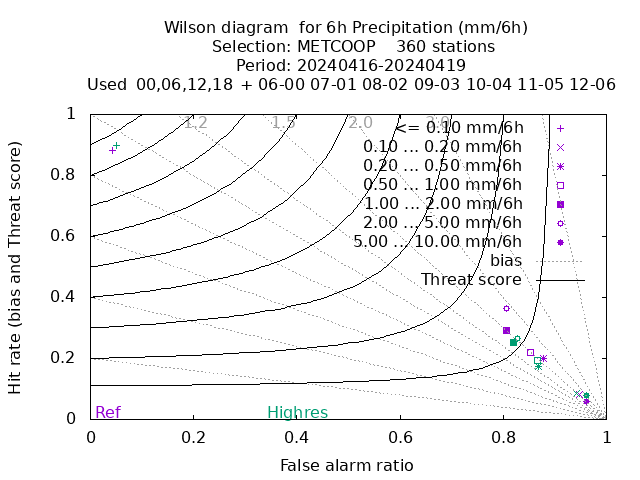 Wilson diagram  for 6h Precipitation (mm/6h)
Selection: METCOOP    360 stations
Period: 20240416-20240419
Used  00,06,12,18  + 06-00 07-01 08-02 09-03 10-04 11-05 12-06
Hit rate (bias and Threat score)
1
0.8
0.6
0.4
0.2
0
1.2
1.5
2.0
3.0
<= 0.10 mm/6h
0.10 ... 0.20 mm/6h
0.20 ... 0.50 mm/6h
0.50 ... 1.00 mm/6h
1.00 ... 2.00 mm/6h
2.00 ... 5.00 mm/6h
5.00 ... 10.00 mm/6h
bias
Threat score
Ref
Highres
0 0.2 0.4 0.6 0.8 1
False alarm ratio